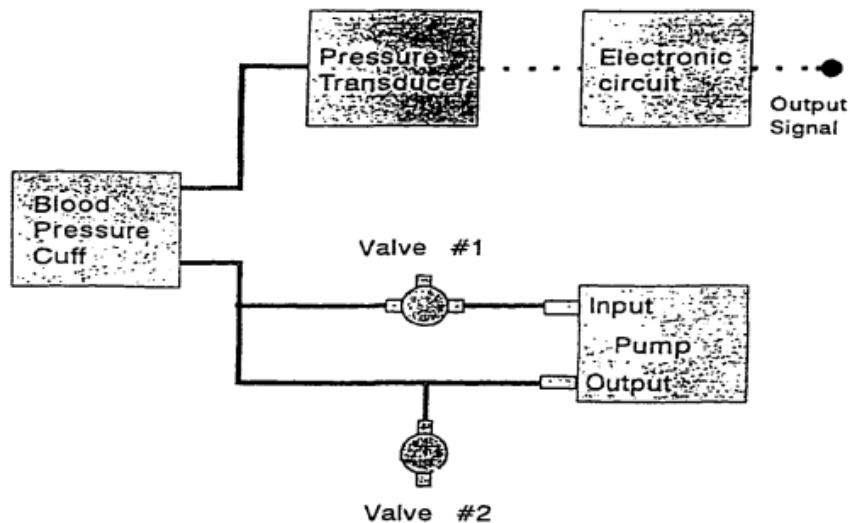 Pressure
Transducer
Electronic
circuit
Output
Signal
Blood
Pressure
Cuff
Valve #1
Input
Pump
Output
Valve #2